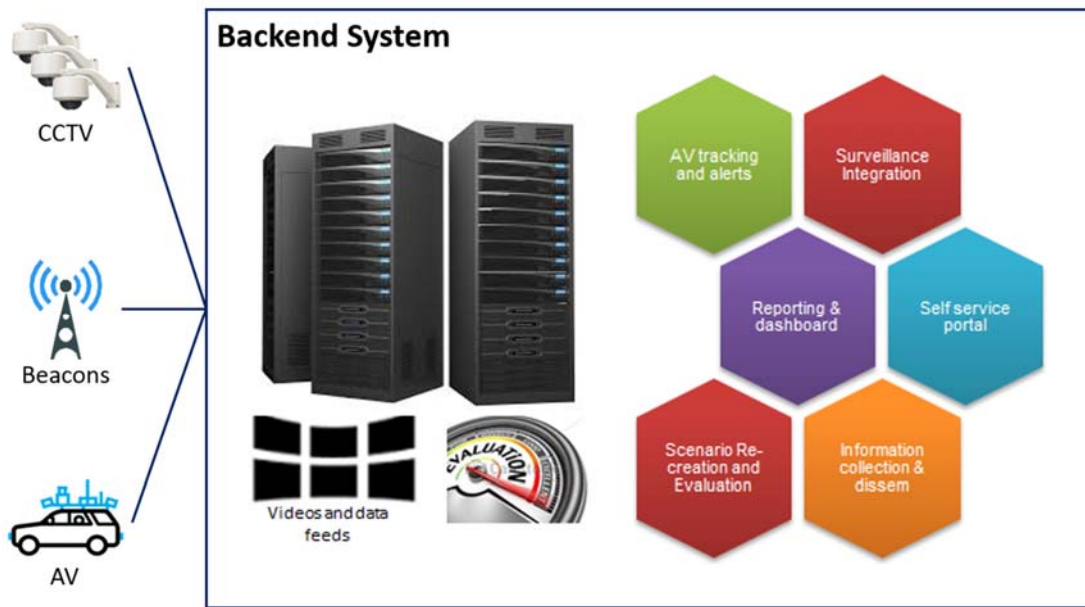 Backend System
CCTV
Beacons
AV
EVALUATION
Videos and data
feeds
AV tracking
and alerts
Surveillance
Integration
Reporting &
dashboard
Self service
portal
Scenario Re-
creation and
Evaluation
Information
collection &
dissem